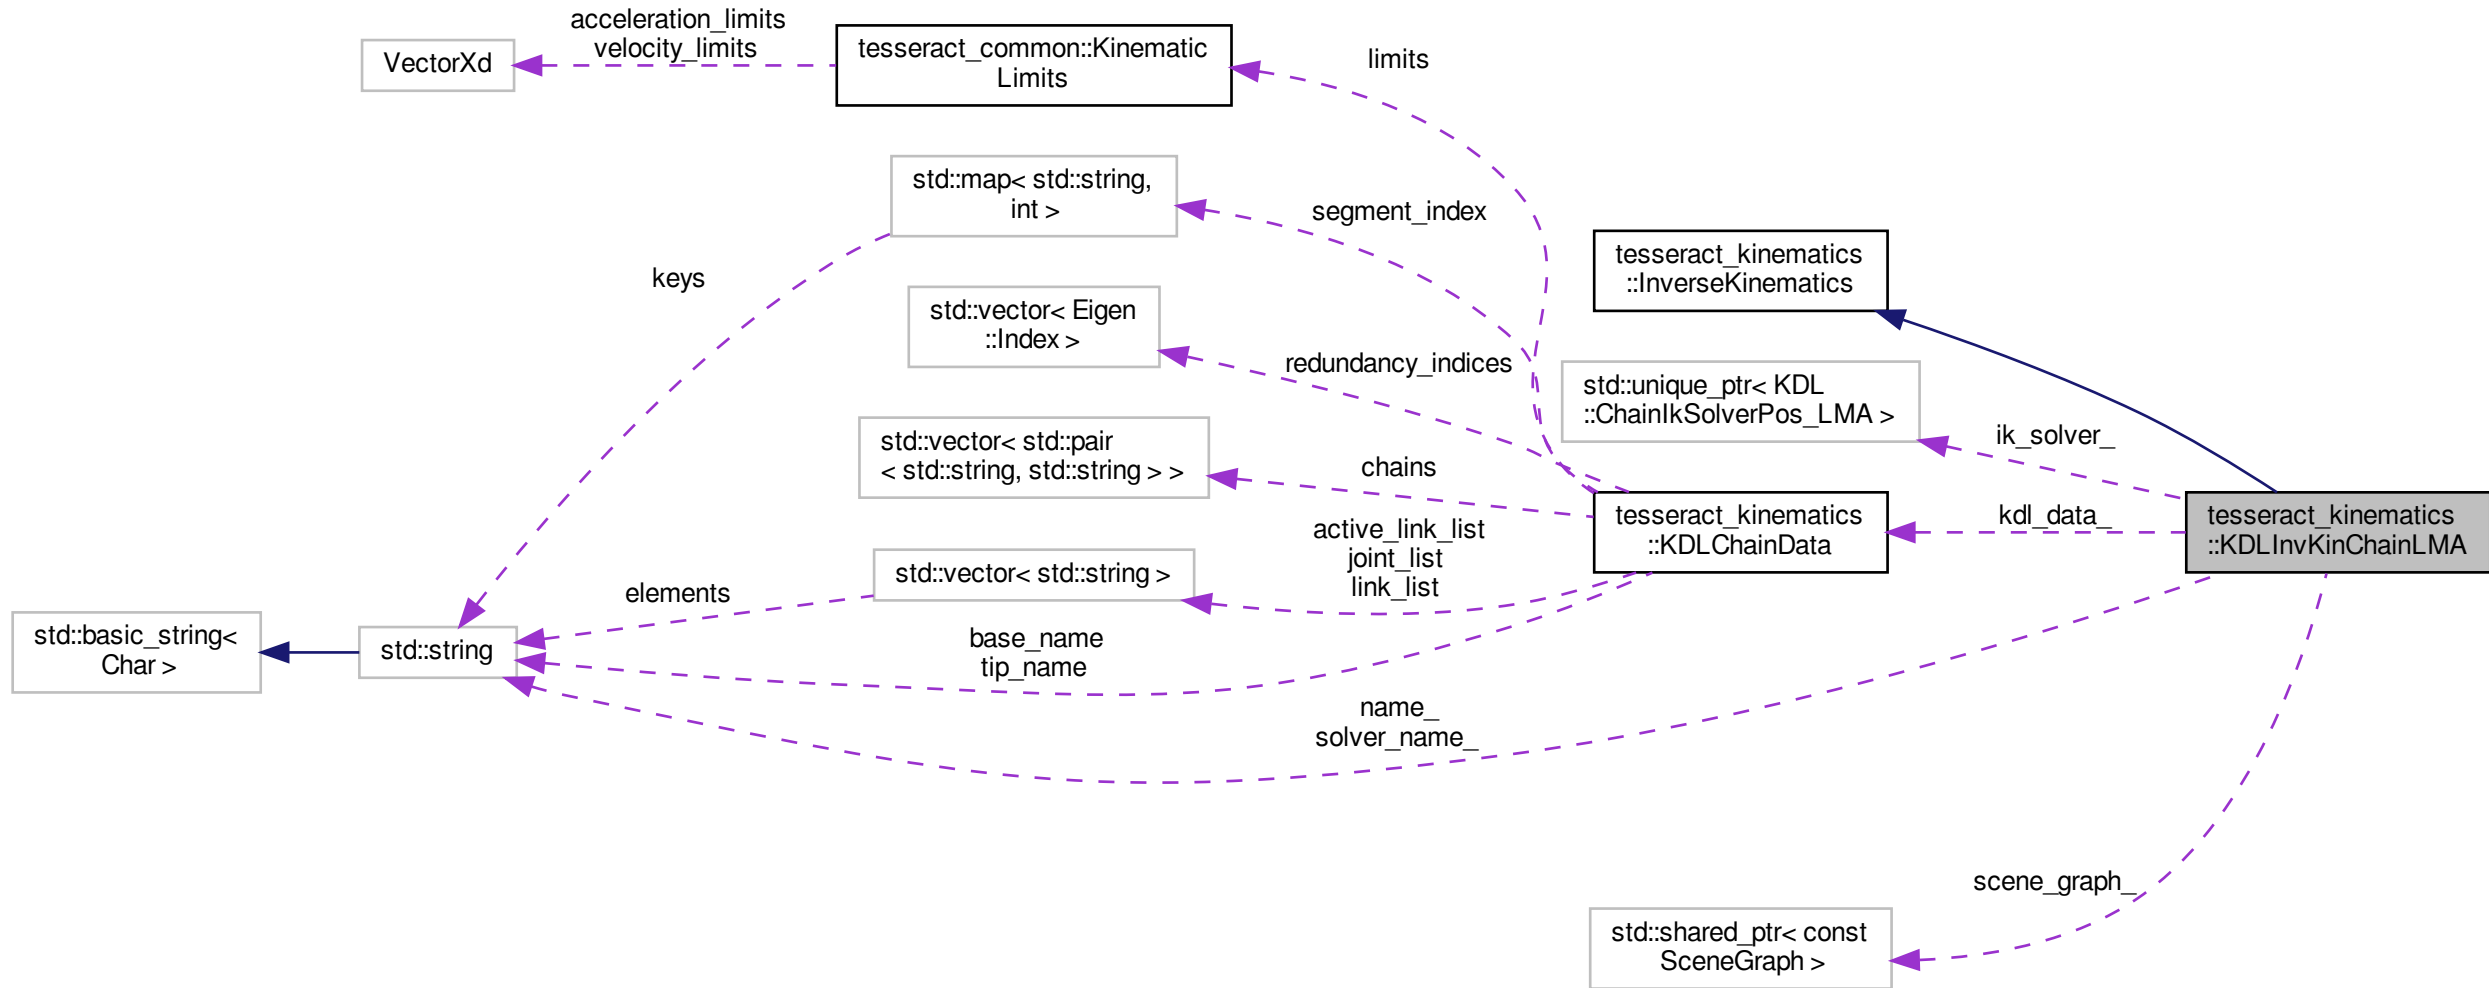 acceleration_limits
velocity_limits
VectorXd
tesseract_common::Kinematic
Limits
limits
std::map< std::string,
int >
segment_index
keys
tesseract_kinematics
::InverseKinematics
std::vector< Eigen
::Index >
redundancy_indices
std::unique_ptr< KDL
::ChainIkSolverPos_LMA >
ik_solver_
std::vector< std::pair
< std::string, std::string > >
chains
tesseract_kinematics
::KDLChainData
kdl_data_
tesseract_kinematics
::KDLInvKinChainLMA
active_link_list
joint_list
link_list
std::vector< std::string >
elements
std::basic_string<
Char >
std::string
base_name
tip_name
name_
solver_name_
scene_graph_
std::shared_ptr< const
SceneGraph >